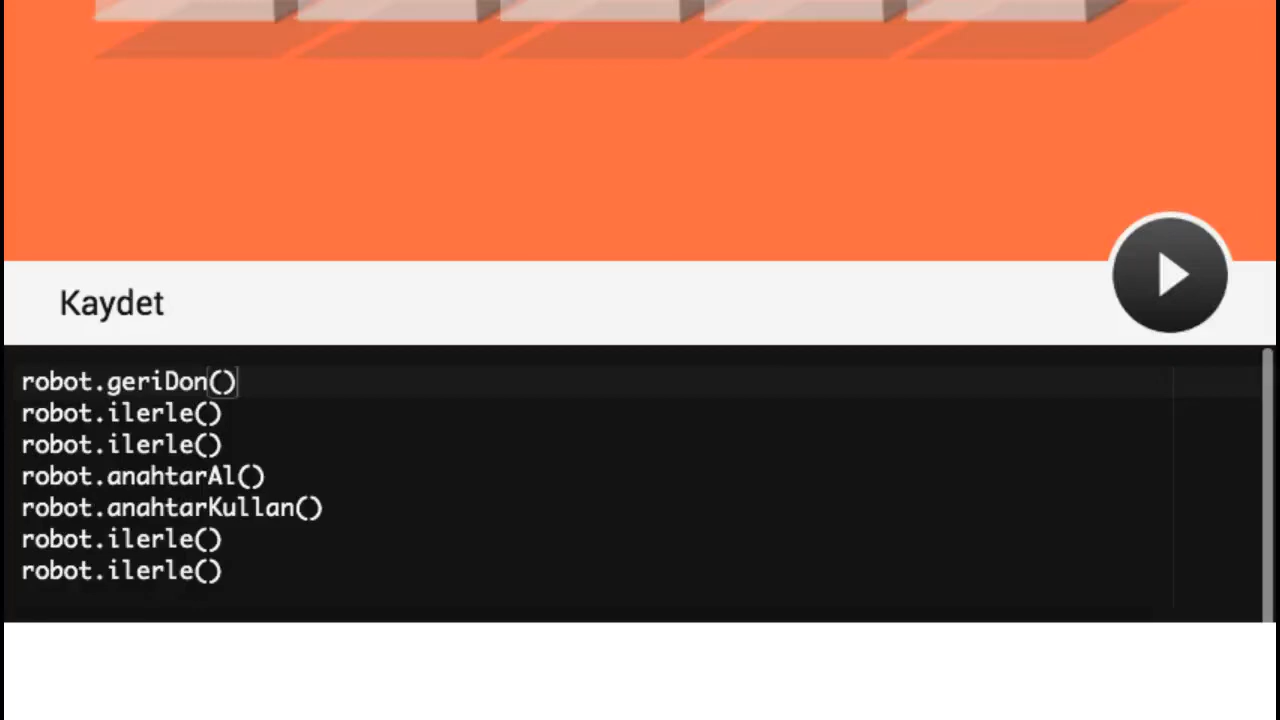 Kaydet
robot.geriDon()
robot.ilerle()
robot.ilerle()
robot.anahtarAl()
robot.anahtarKullan()
robot.ilerle()
robot.ilerle()